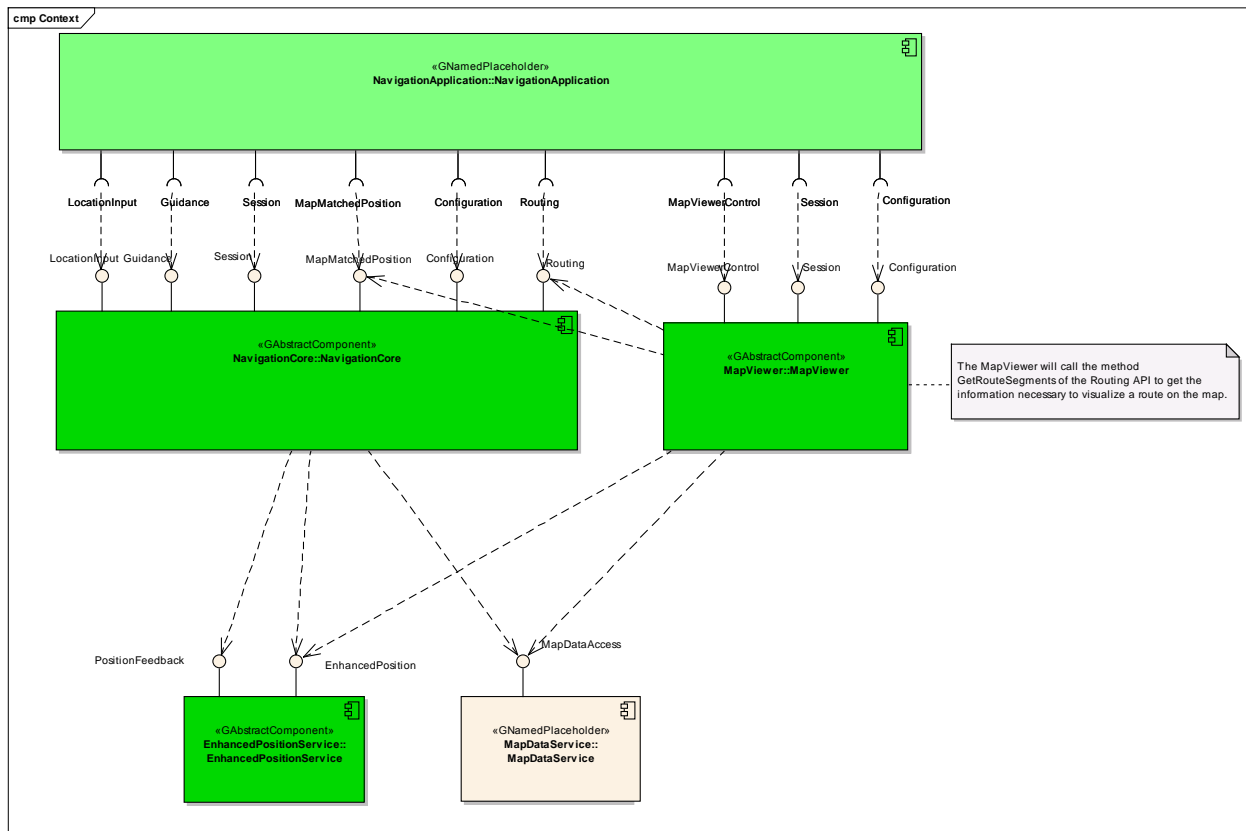 cmp Context
«GNamedPlaceholder»
NavigationApplication::NavigationApplication
LocationInput
Guidance
Session
MapMatchedPosition
Configuration
Routing
MapViewerControl
Session
Configuration
LocationInput
Guidance
Session
MapMatchedPosition
Configuration
Routing
MapViewerControl
Session
Configuration
«GAbstractComponent»
NavigationCore::NavigationCore
«GAbstractComponent»
MapViewer::MapViewer
The MapViewer will call the method
GetRouteSegments of the Routing API to get the
information necessary to visualize a route on the map.
PositionFeedback
EnhancedPosition
MapDataAccess
«GAbstractComponent»
EnhancedPositionService::
EnhancedPositionService
«GNamedPlaceholder»
MapDataService::
MapDataService